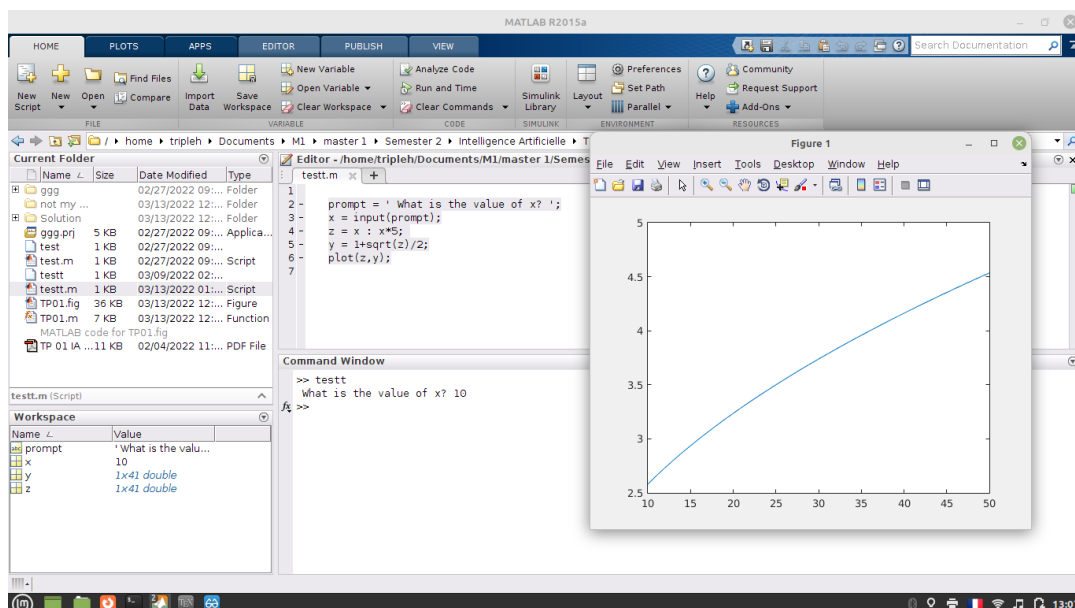 MATLAB R2015a
HOME PLOTS APPS EDITOR PUBLISH VIEW
Search Documentation
New Script
New
Open
Find Files
Compare
Import Data
Save Workspace
New Variable
Open Variable
Clear Workspace
Analyze Code
Run and Time
Clear Commands
Simulink Library
Layout
Preferences
Set Path
Parallel
Help
Community
Request Support
Add-Ons
FILE VARIABLE CODE SIMULINK ENVIRONMENT RESOURCES
/ home tripleh Documents M1 master 1 Semester 2 Intelligence Artificielle T
Current Folder
Name Size Date Modified Type
ggg 02/27/2022 09:... Folder
not my ... 03/13/2022 12:... Folder
Solution 03/13/2022 12:... Folder
ggg.prj 5 KB 02/27/2022 09:... Applica...
test 1 KB 02/27/2022 09:...
test.m 1 KB 02/27/2022 09:... Script
testt 1 KB 03/09/2022 02:...
testt.m 1 KB 03/13/2022 01:... Script
TP01.fig 36 KB 03/13/2022 12:... Figure
TP01.m 7 KB 03/13/2022 12:... Function
MATLAB code for TP01.fig
TP 01 IA ... 11 KB 02/04/2022 11:... PDF File
testt.m (Script)
Workspace
Name Value
prompt ' What is the valu...
x 10
y 1x41 double
z 1x41 double
Editor - /home/tripleh/Documents/M1/master 1/Semes
testt.m
1
2 - prompt = ' What is the value of x? ';
3 - x = input(prompt);
4 - z = x : x*5;
5 - y = 1+sqrt(z)/2;
6 - plot(z,y);
7
Command Window
>> testt
What is the value of x? 10
fx >>
Figure 1
File Edit View Insert Tools Desktop Window Help
5
4.5
4
3.5
3
2.5
10 15 20 25 30 35 40 45 50